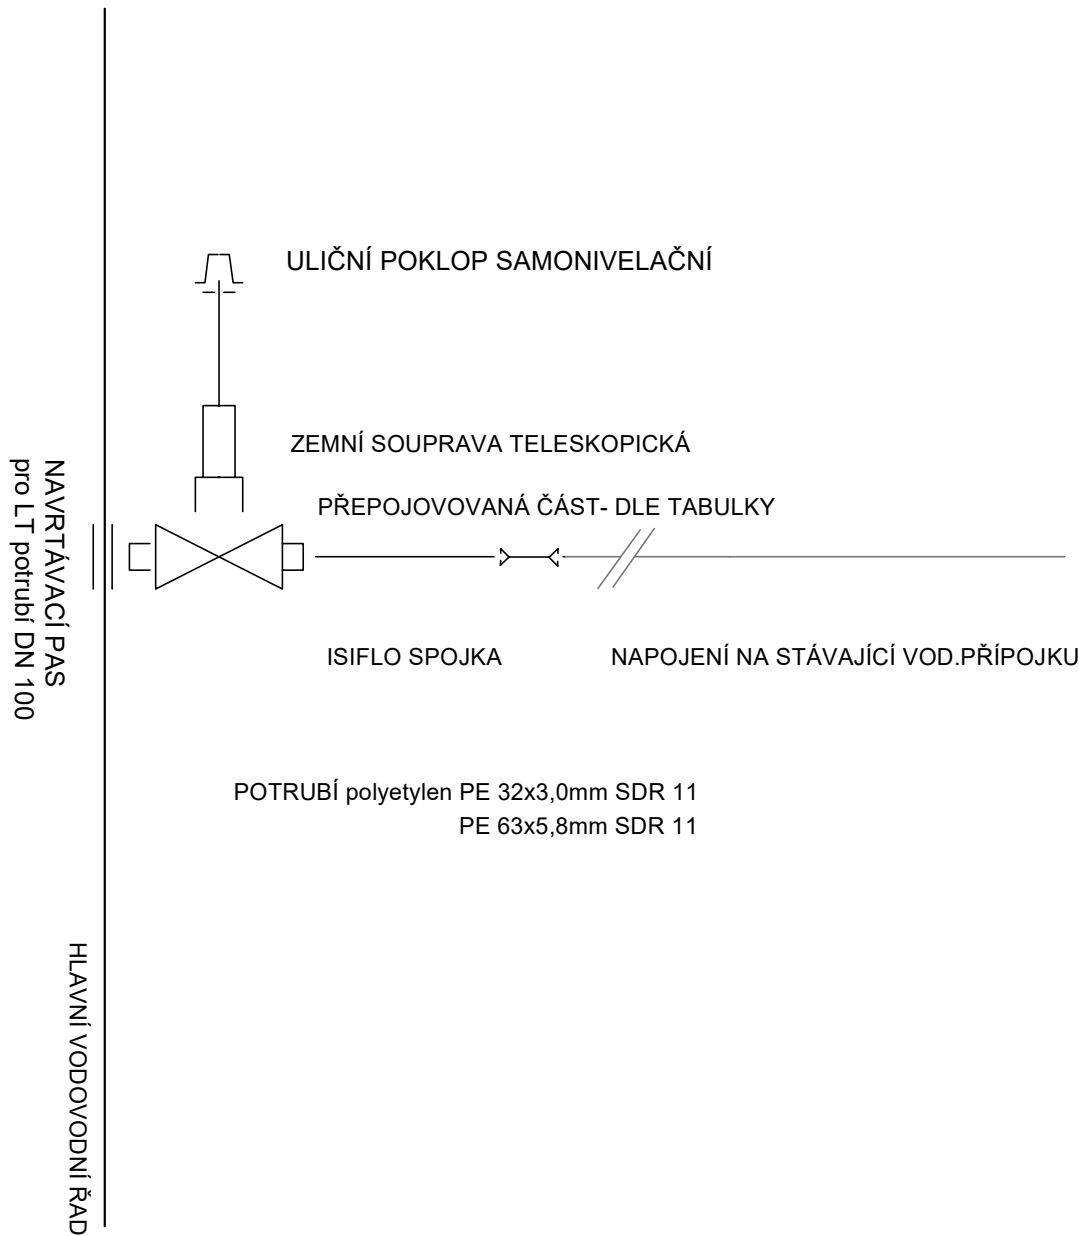 ULIČNÍ POKLOP SAMONIVELAČNÍ
ZEMNÍ SOUPRAVA TELESKOPICKÁ
PŘEPOJOVOVANÁ ČÁST- DLE TABULKY
NAVRTÁVACÍ PAS
pro LT potrubí DN 100
ISIFLO SPOJKA
NAPOJENÍ NA STÁVAJÍCÍ VOD.PŘÍPOJKU
POTRUBÍ polyetylen PE 32x3,0mm SDR 11
PE 63x5,8mm SDR 11
HLAVNÍ VODOVODNÍ ŘAD